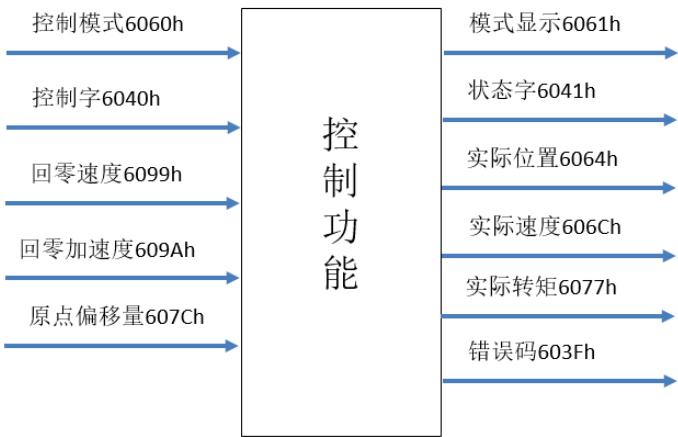 控制模式6060h
控制字6040h
回零速度6099h
回零加速度609Ah
原点偏移量607Ch
控
制
功
能
模式显示6061h
状态字6041h
实际位置6064h
实际速度606Ch
实际转矩6077h
错误码603Fh